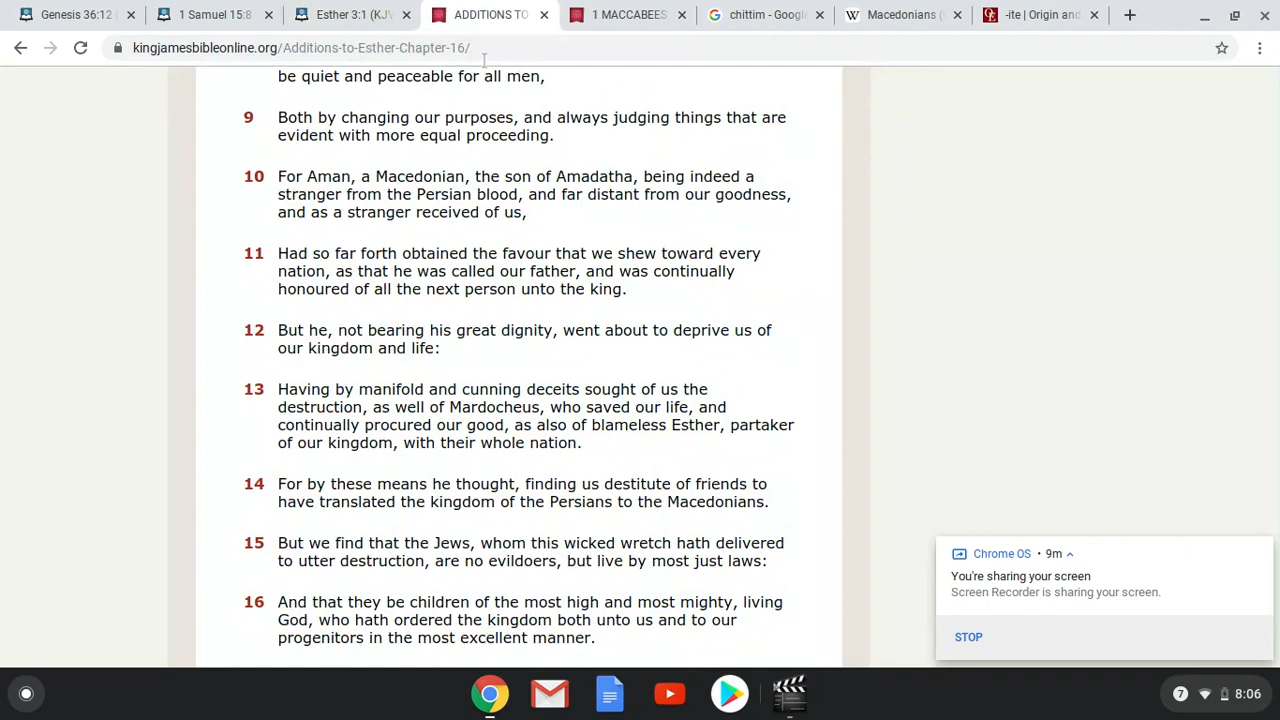 Genesis 36:12 (
1 Samuel 15:8
Esther 3:1 (KJV
ADDITIONS TO
1 MACCABEES
chittim - Google
Macedonians (
-ite | Origin and
kingjamesbibleonline.org/Additions-to-Esther-Chapter-16/
be quiet and peaceable for all men,
9 Both by changing our purposes, and always judging things that are
evident with more equal proceeding.
10 For Aman, a Macedonian, the son of Amadatha, being indeed a
stranger from the Persian blood, and far distant from our goodness,
and as a stranger received of us,
11 Had so far forth obtained the favour that we shew toward every
nation, as that he was called our father, and was continually
honoured of all the next person unto the king.
12 But he, not bearing his great dignity, went about to deprive us of
our kingdom and life:
13 Having by manifold and cunning deceits sought of us the
destruction, as well of Mardocheus, who saved our life, and
continually procured our good, as also of blameless Esther, partaker
of our kingdom, with their whole nation.
14 For by these means he thought, finding us destitute of friends to
have translated the kingdom of the Persians to the Macedonians.
15 But we find that the Jews, whom this wicked wretch hath delivered
to utter destruction, are no evildoers, but live by most just laws:
16 And that they be children of the most high and most mighty, living
God, who hath ordered the kingdom both unto us and to our
progenitors in the most excellent manner.
Chrome OS • 9m
You're sharing your screen
Screen Recorder is sharing your screen.
STOP
7 8:06